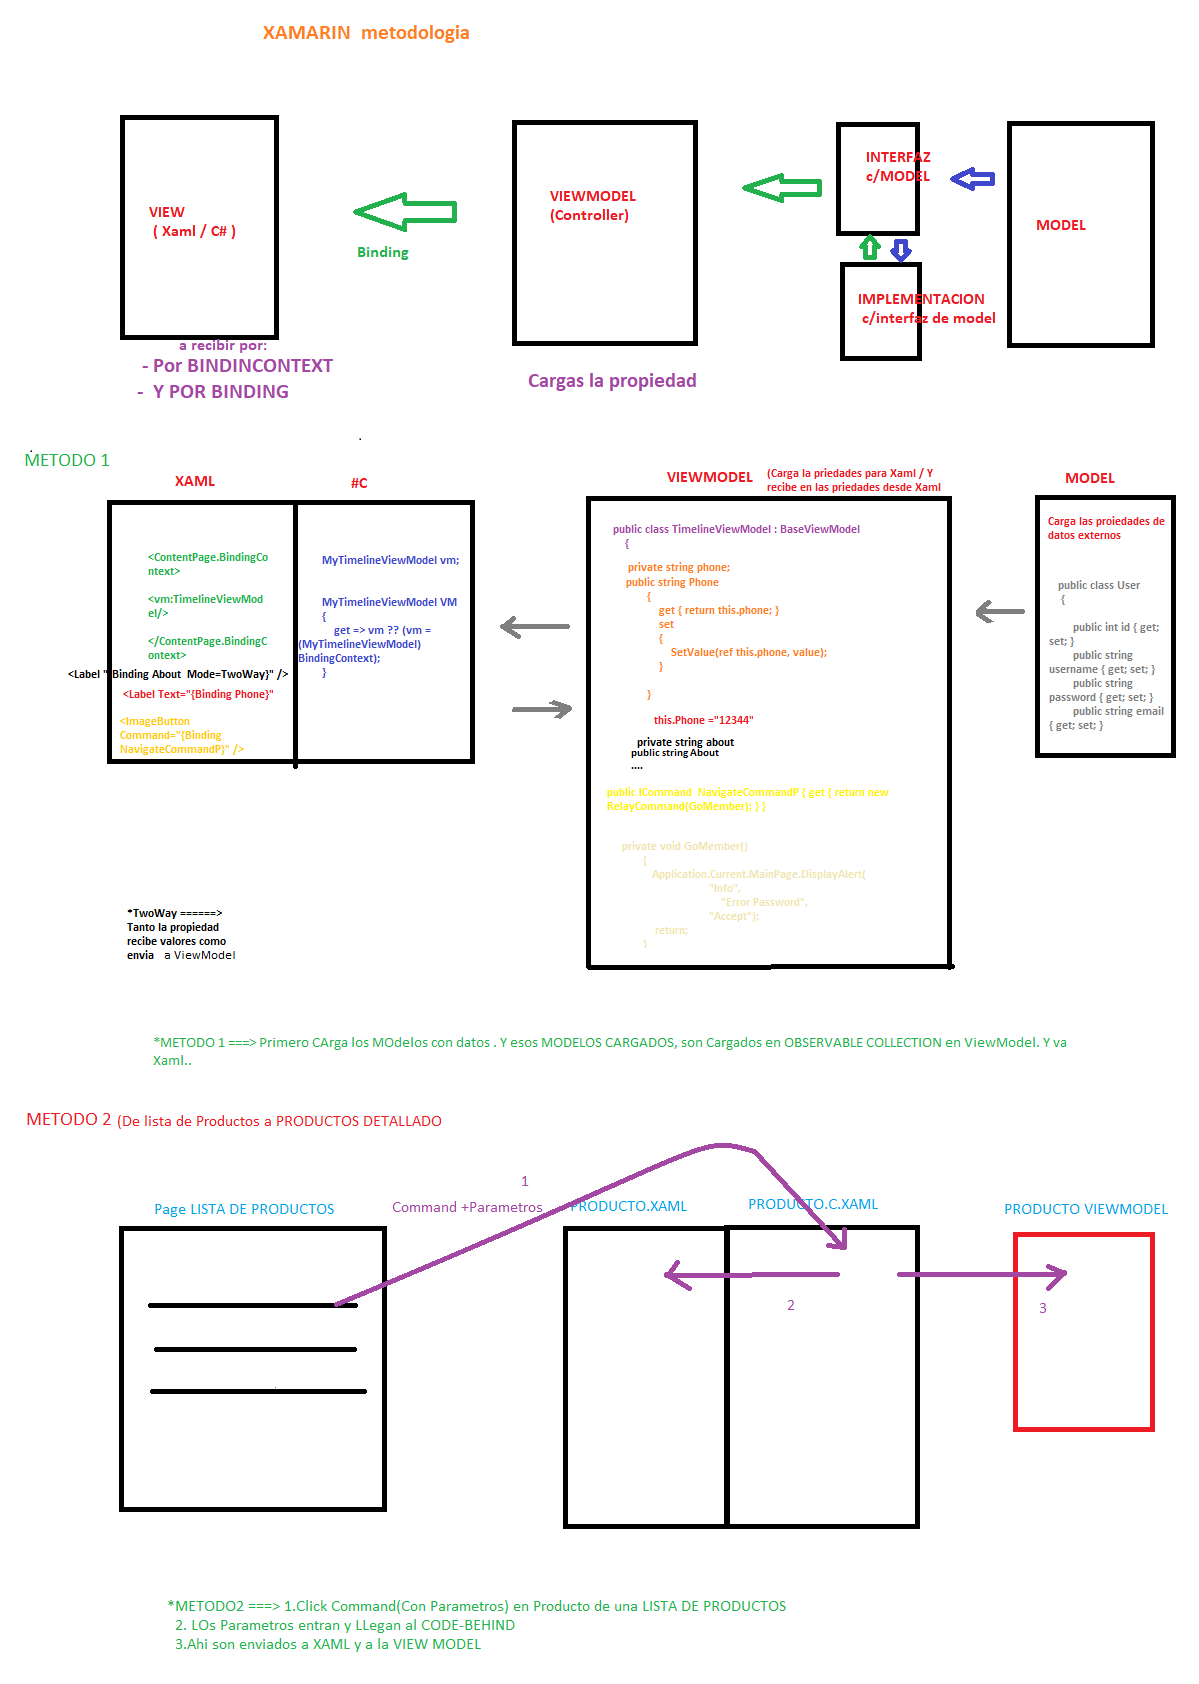 XAMARIN  metodologia
VIEW
( Xaml / C# )
Binding
VIEWMODEL
(Controller)
INTERFAZ
c/MODEL
IMPLEMENTACION
c/interfaz de model
MODEL
a recibir por:
- Por BINDINCONTEXT
-  Y POR BINDING
Cargas la propiedad
METODO 1
XAML
#C
VIEWMODEL
(Carga la priedades para Xaml / Y
recibe en las priedades desde Xaml
MODEL
<ContentPage.BindingCo
ntext>
<vm:TimelineViewMod
el/>
</ContentPage.BindingC
ontext>
<Label " Binding About  Mode=TwoWay}" />
<Label Text="{Binding Phone}"
<ImageButton
Command="{Binding
NavigateCommandP}" />
MyTimelineViewModel vm;
MyTimelineViewModel VM
{
get => vm ?? (vm =
(MyTimelineViewModel)
BindingContext);
}
public class TimelineViewModel : BaseViewModel
{
private string phone;
public string Phone
{
get { return this.phone; }
set
{
SetValue(ref this.phone, value);
}
}
this.Phone ="12344"
private string about
public string About
....
public ICommand  NavigateCommandP { get { return new
RelayCommand(GoMember); } }
private void GoMember()
{
Application.Current.MainPage.DisplayAlert(
"Info",
"Error Password",
"Accept");
return;
}
Carga las proiedades de
datos externos
public class User
{
public int id { get;
set; }
public string
username { get; set; }
public string
password { get; set; }
public string email
{ get; set; }
*TwoWay ======>
Tanto la propiedad
recibe valores como
envia   a ViewModel
*METODO 1 ===> Primero CArga los MOdelos con datos . Y esos MODELOS CARGADOS, son Cargados en OBSERVABLE COLLECTION en ViewModel. Y va
Xaml..
METODO 2 (De lista de Productos a PRODUCTOS DETALLADO
1
Page LISTA DE PRODUCTOS
Command +Parametros
PRODUCTO.XAML
PRODUCTO.C.XAML
PRODUCTO VIEWMODEL
2
3
*METODO2 ===> 1.Click Command(Con Parametros) en Producto de una LISTA DE PRODUCTOS
2. LOs Parametros entran y LLegan al CODE-BEHIND
3.Ahi son enviados a XAML y a la VIEW MODEL